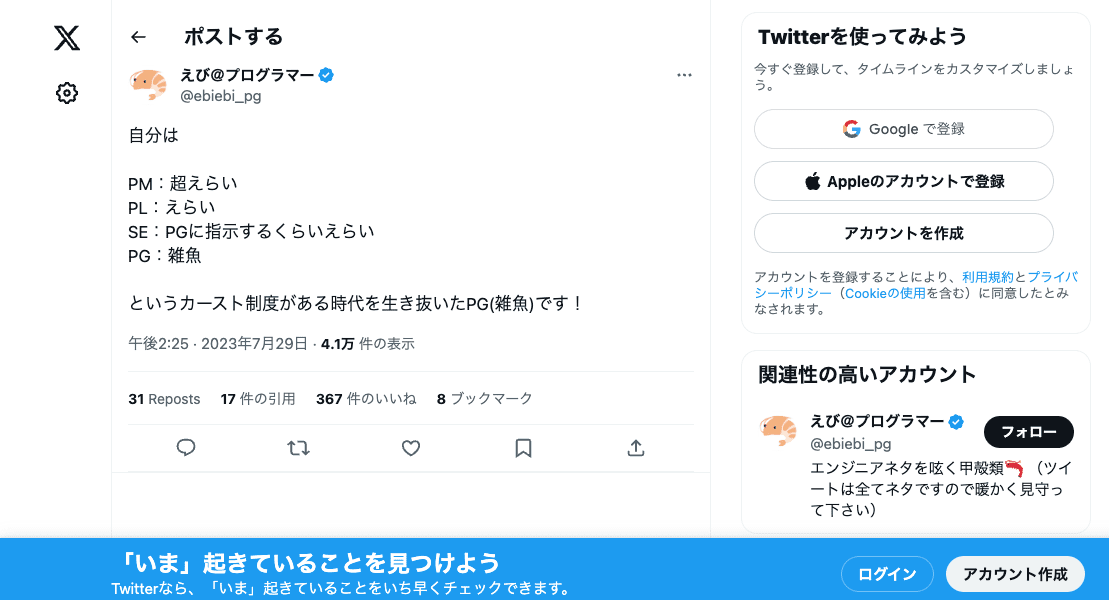 ポストする
えび@プログラマー
@ebiebi_pg
自分は
PM：超えらい
PL：えらい
SE：PGに指示するくらいえらい
PG：雑魚
というカースト制度がある時代を生き抜いたPG(雑魚)です！
午後2:25 · 2023年7月29日 · 4.1万 件の表示
31 Reposts 17 件の引用 367 件のいいね 8 ブックマーク
Twitterを使ってみよう
今すぐ登録して、タイムラインをカスタマイズしましょ
う。
Google で登録
Appleのアカウントで登録
アカウントを作成
アカウントを登録することにより、利用規約とプライバ
シーポリシー（Cookieの使用を含む）に同意したとみ
なされます。
関連性の高いアカウント
えび@プログラマー
@ebiebi_pg
フォロー
エンジニアネタを呟く甲殻類🦐（ツイ
ートは全てネタですので暖かく見守っ
て下さい）
「いま」起きていることを見つけよう
Twitterなら、「いま」起きていることをいち早くチェックできます。
ログイン
アカウント作成